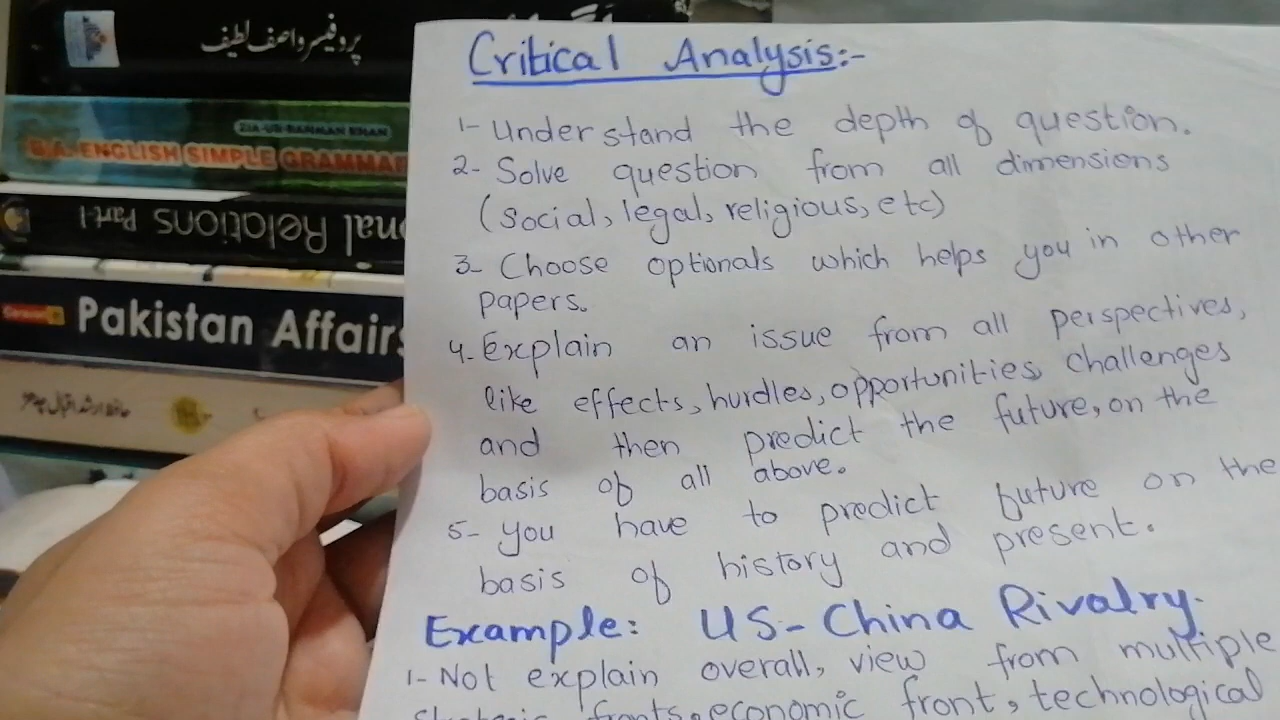 پروفیسر واصف لطیف
ZIA-UR-RAHMAN KHAN
B.A. ENGLISH SIMPLE GRAMMAR
nal Relations Part-I
Caravan
Pakistan Affairs
Critical Analysis:-
1- Understand the depth of question.
2- Solve question from all dimensions
(social, legal, religious, etc)
3- Choose optionals which helps you in other
papers.
4- Explain an issue from all perspectives,
like effects, hurdles, opportunities, challenges
and then predict the future, on the
basis of all above.
5- you have to predict future on the
basis of history and present.
Example: US-China Rivalry.
1- Not explain overall, view from multiple
fronts, economic front, technological